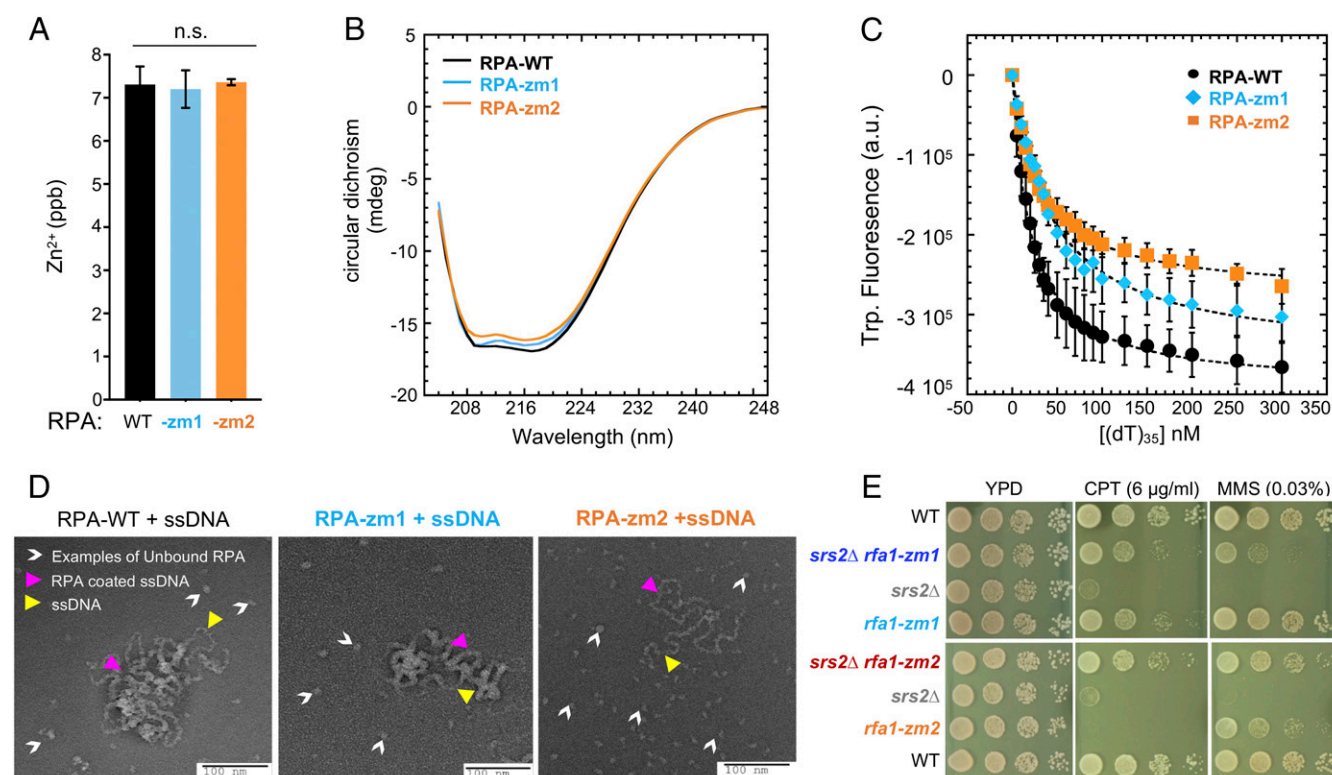 A
n.s.
8
7
6
5
4
3
2
Zn2+ (ppb)
RPA: WT -zm1 -zm2
B
5
0
-5
-10
-15
-20
circular dichroism
(mdeg)
RPA-WT
RPA-zm1
RPA-zm2
208 216 224 232 240 248
Wavelength (nm)
C
0
-1 10⁵
-2 10⁵
-3 10⁵
-4 10⁵
Trp. Fluoresence (a.u.)
RPA-WT
RPA-zm1
RPA-zm2
-50 0 50 100 150 200 250 300 350
[(dT)₃₅] nM
D
RPA-WT + ssDNA
Examples of Unbound RPA
RPA coated ssDNA
ssDNA
100 nm
RPA-zm1 + ssDNA
100 nm
RPA-zm2 +ssDNA
100 nm
E
YPD CPT (6 µg/ml) MMS (0.03%)
WT
srs2Δ rfa1-zm1
srs2Δ
rfa1-zm1
srs2Δ rfa1-zm2
srs2Δ
rfa1-zm2
WT